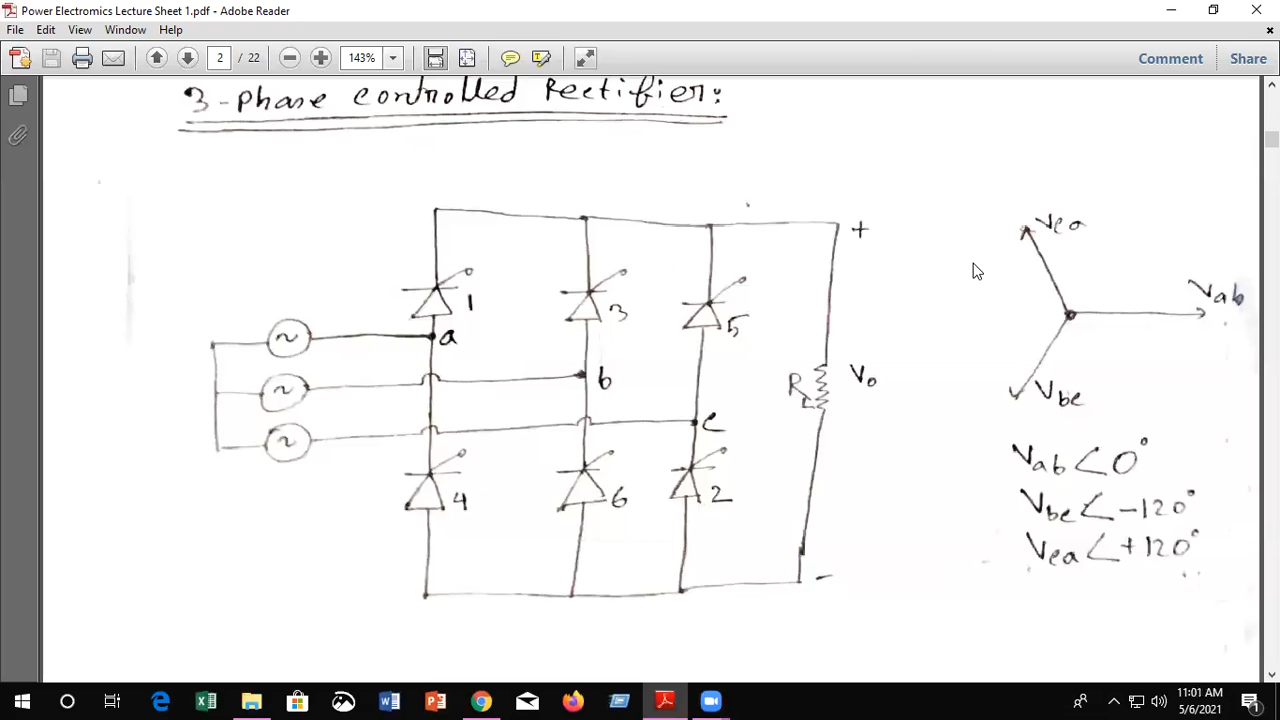 Power Electronics Lecture Sheet 1.pdf - Adobe Reader
File Edit View Window Help
2 / 22 143% Comment Share
3-phase controlled Rectifier:
+
Vca
Vab
1
3
5
a
b
c
RL
Vo
Vbc
4
6
2
-
Vab < 0°
Vbc < -120°
Vca < +120°
11:01 AM
5/6/2021